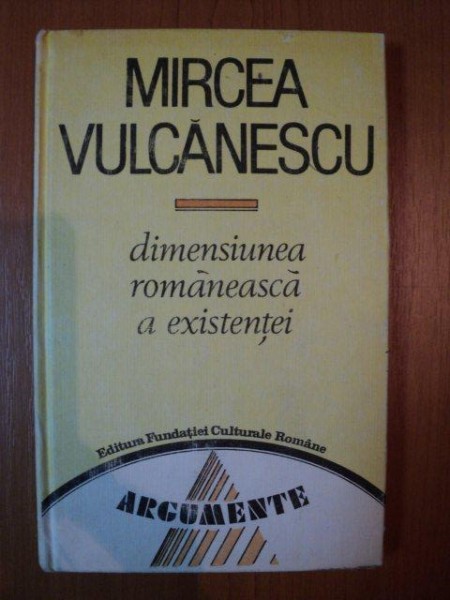 MIRCEA
VULCĂNESCU
dimensiunea
românească
a existenței
Editura Fundației Culturale Române
ARGUMENTE